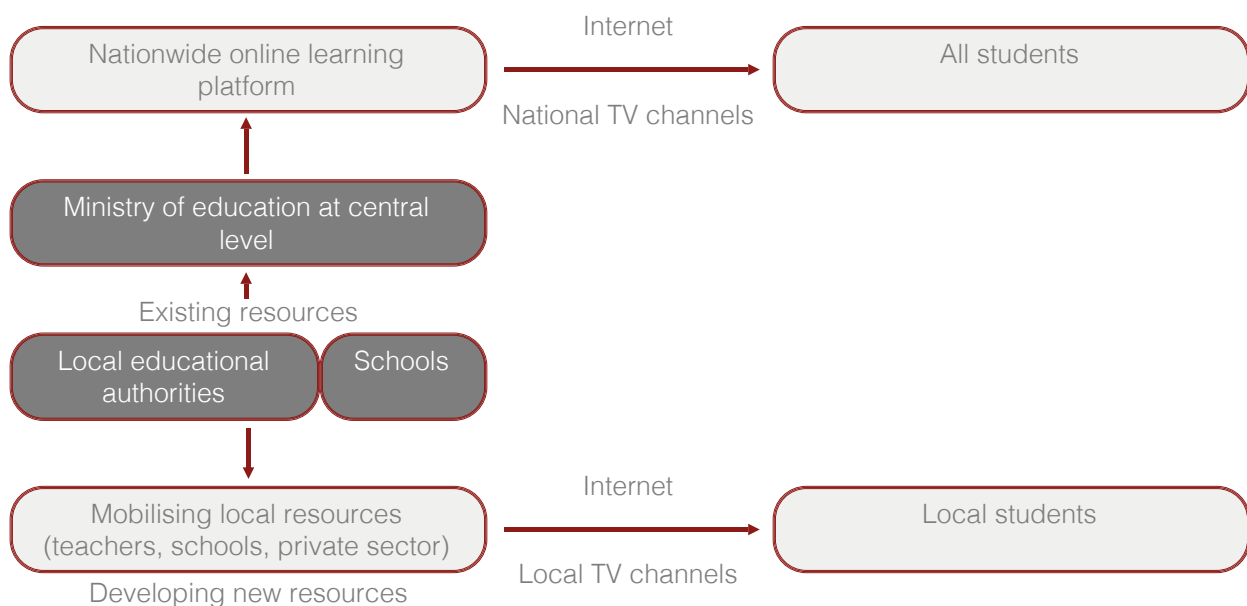 Internet
Nationwide online learning
platform
All students
National TV channels
Ministry of education at central
level
Existing resources
Local educational
authorities
Schools
Internet
Mobilising local resources
(teachers, schools, private sector)
Local students
Local TV channels
Developing new resources